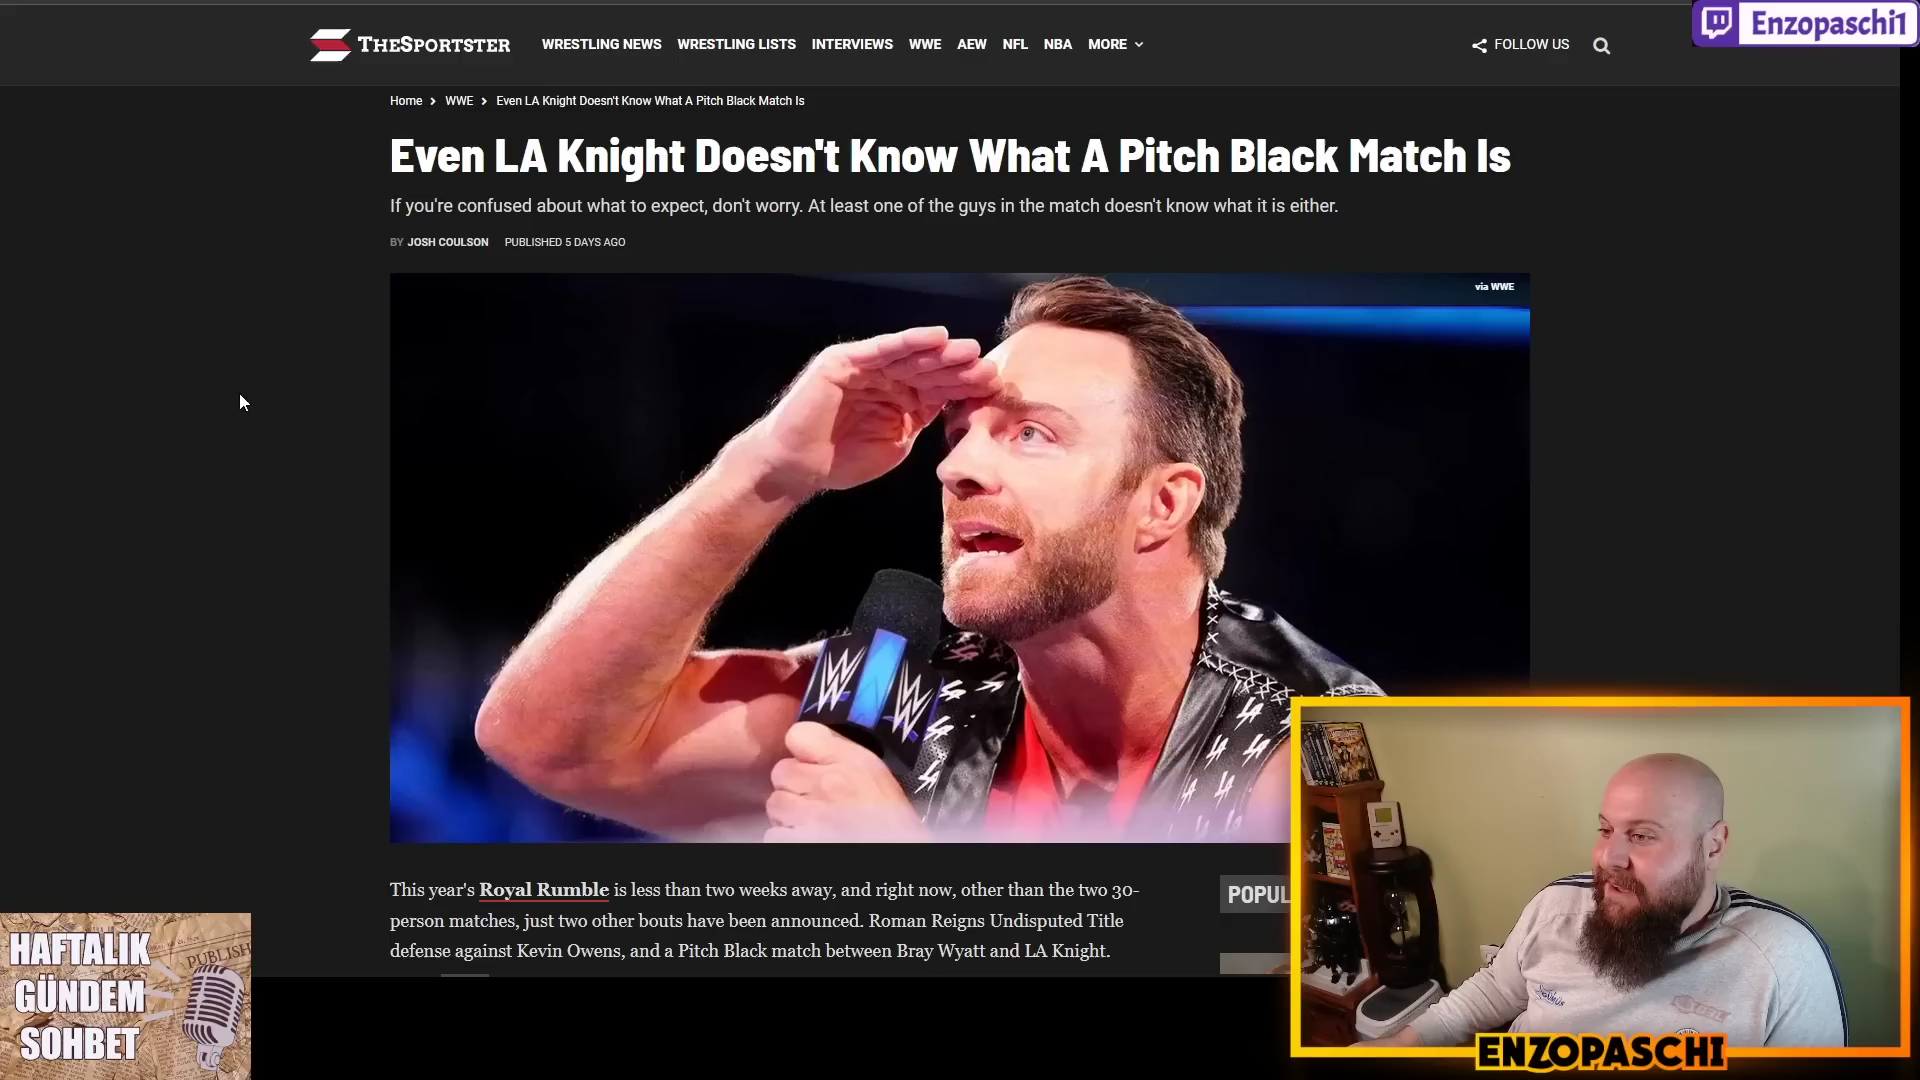 THESPORTSTER
WRESTLING NEWS WRESTLING LISTS INTERVIEWS WWE AEW NFL NBA MORE
FOLLOW US
Enzopaschi1
Home > WWE > Even LA Knight Doesn't Know What A Pitch Black Match Is
Even LA Knight Doesn't Know What A Pitch Black Match Is
If you're confused about what to expect, don't worry. At least one of the guys in the match doesn't know what it is either.
BY JOSH COULSON PUBLISHED 5 DAYS AGO
via WWE
This year's Royal Rumble is less than two weeks away, and right now, other than the two 30-
person matches, just two other bouts have been announced. Roman Reigns Undisputed Title
defense against Kevin Owens, and a Pitch Black match between Bray Wyatt and LA Knight.
POPUL
HAFTALIK
GÜNDEM
SOHBET
PUBLISH
ENZOPASCHI